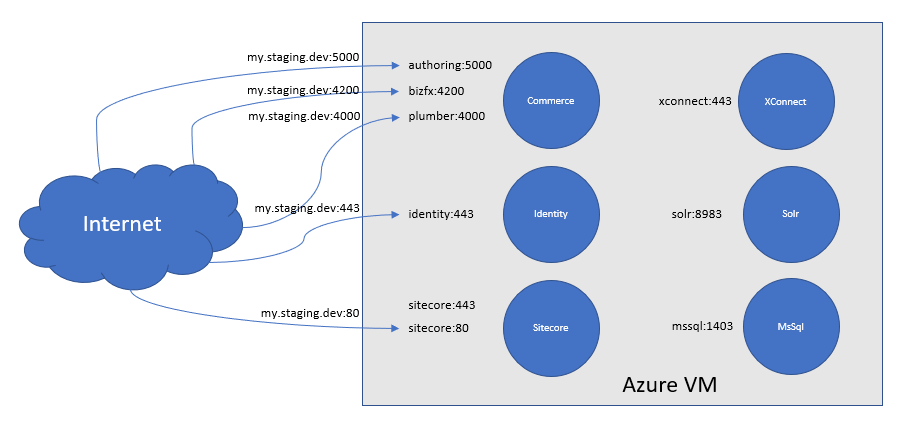 my.staging.dev:5000
authoring:5000
my.staging.dev:4200
bizfx:4200
my.staging.dev:4000
plumber:4000
Commerce
xconnect:443
XConnect
my.staging.dev:443
identity:443
Identity
solr:8983
Solr
Internet
sitecore:443
my.staging.dev:80
sitecore:80
Sitecore
mssql:1403
MsSql
Azure VM